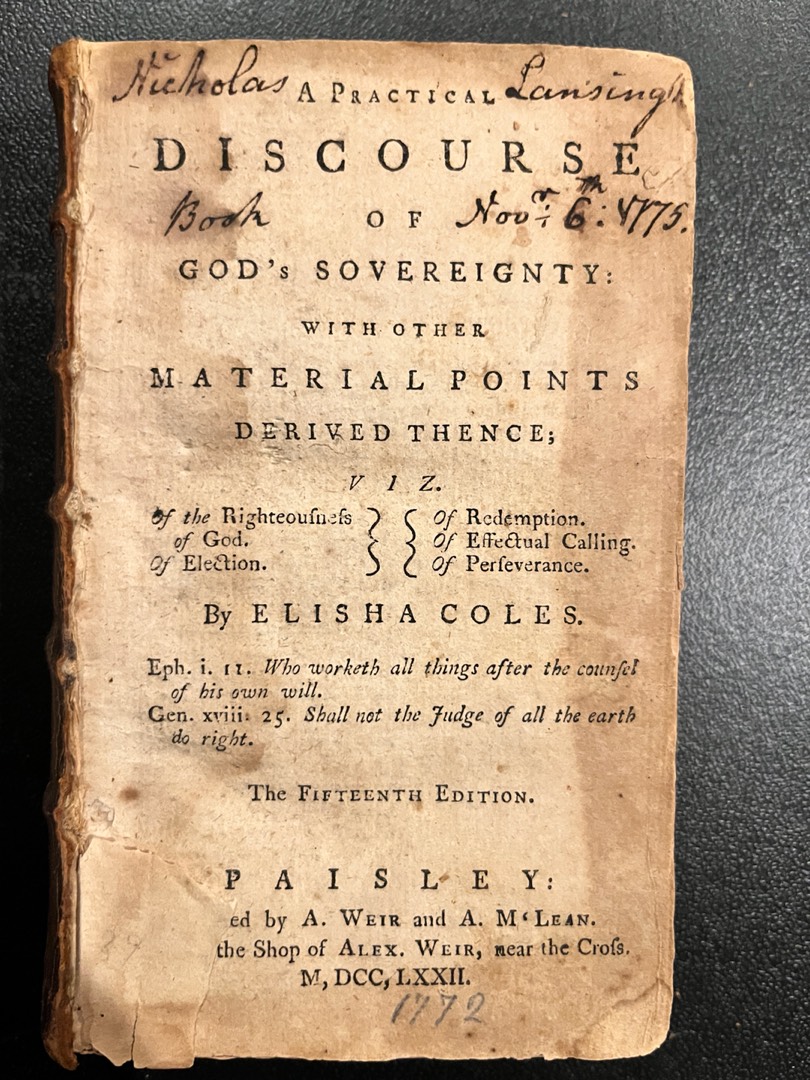 Nicholas A PRACTICAL Lansingh
DISCOURSE
Book OF Novr: 6th: 1775.
GOD's SOVEREIGNTY:
WITH OTHER
MATERIAL POINTS
DERIVED THENCE;
VIZ.
Of the Righteouſneſs } { Of Redemption.
of God. } { Of Effectual Calling.
Of Election. } { Of Perſeverance.
By ELISHA COLES.
Eph. i. 11. Who worketh all things after the counſel
of his own will.
Gen. xviii. 25. Shall not the Judge of all the earth
do right.
The FIFTEENTH EDITION.
PAISLEY:
ed by A. WEIR and A. M‘LEAN.
the Shop of ALEX. WEIR, near the Croſs.
M,DCC,LXXII.
1772